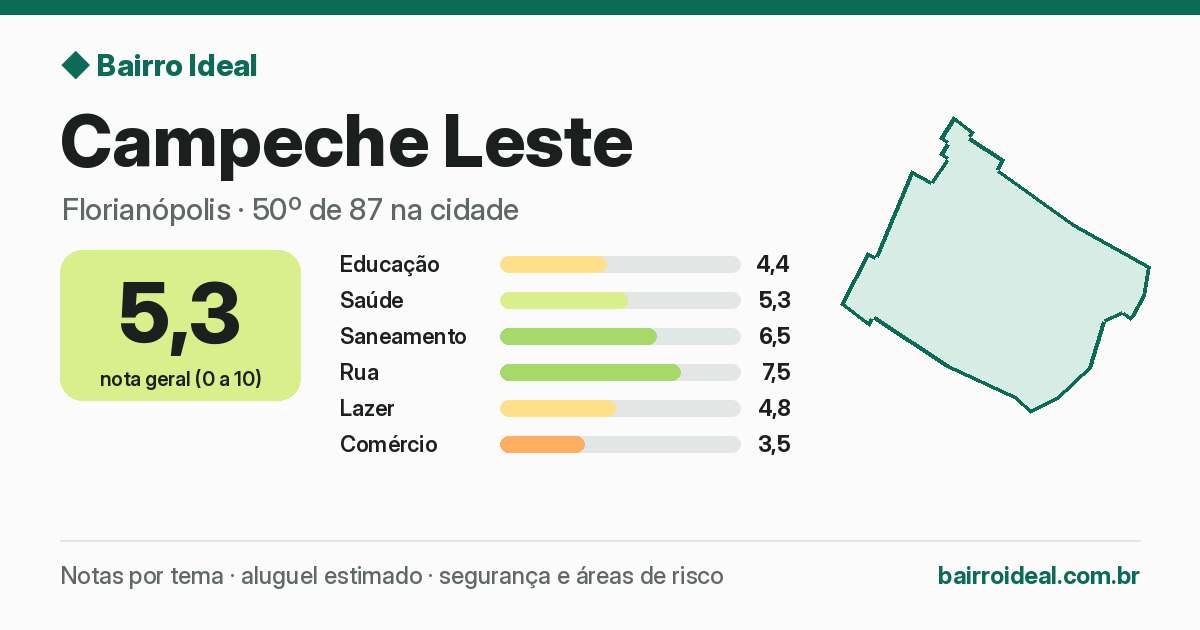 Bairro Ideal
Campeche Leste
Florianópolis · 50º de 87 na cidade
5,3
nota geral (0 a 10)
Educação 4,4
Saúde 5,3
Saneamento 6,5
Rua 7,5
Lazer 4,8
Comércio 3,5
Notas por tema · aluguel estimado · segurança e áreas de risco
bairroideal.com.br